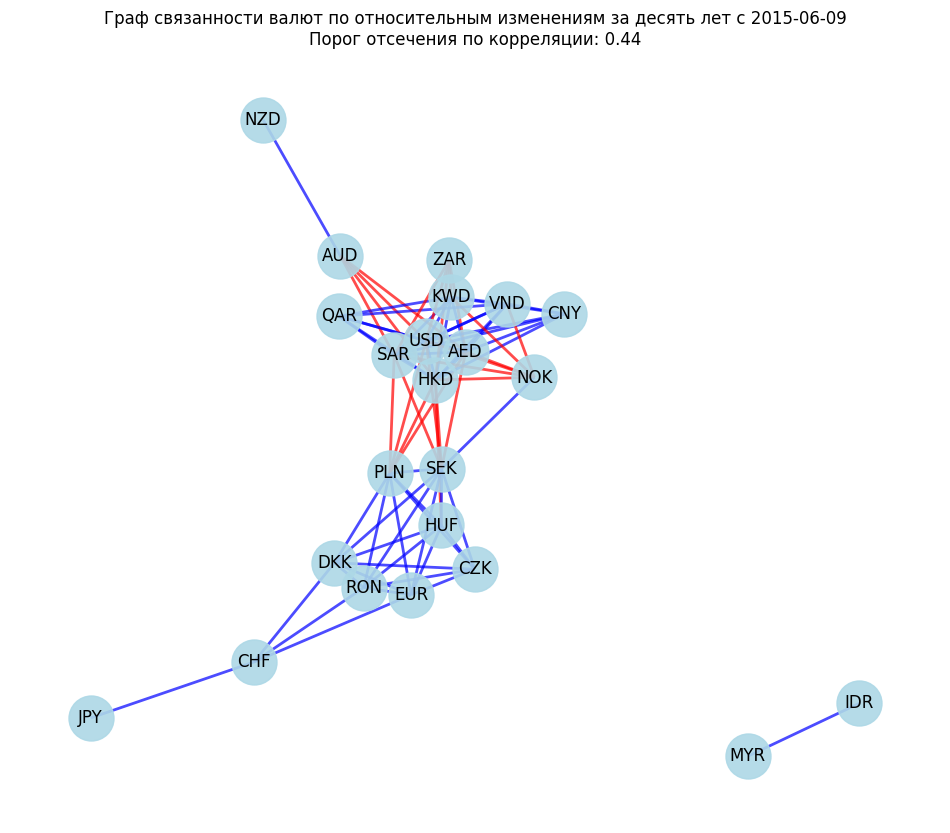 Граф связанности валют по относительным изменениям за десять лет с 2015-06-09
Порог отсечения по корреляции: 0.44
NZD
AUD
ZAR
KWD
VND
QAR
CNY
USD
SAR
AED
HKD
NOK
PLN
SEK
HUF
DKK
CZK
RON
EUR
CHF
JPY
IDR
MYR